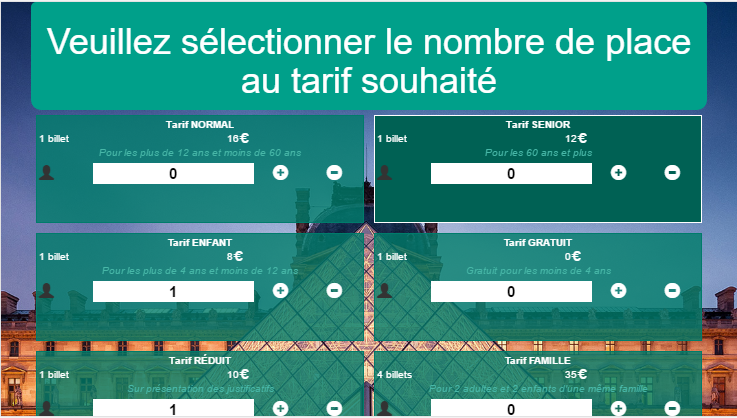 Veuillez sélectionner le nombre de place
au tarif souhaité
Tarif NORMAL
1 billet 16€
Pour les plus de 12 ans et moins de 60 ans
0
Tarif SENIOR
1 billet 12€
Pour les 60 ans et plus
0
Tarif ENFANT
1 billet 8€
Pour les plus de 4 ans et moins de 12 ans
1
Tarif GRATUIT
1 billet 0€
Gratuit pour les moins de 4 ans
0
Tarif RÉDUIT
1 billet 10€
Sur présentation des justificatifs
1
Tarif FAMILLE
4 billets 35€
Pour 2 adultes et 2 enfants d'une même famille
0